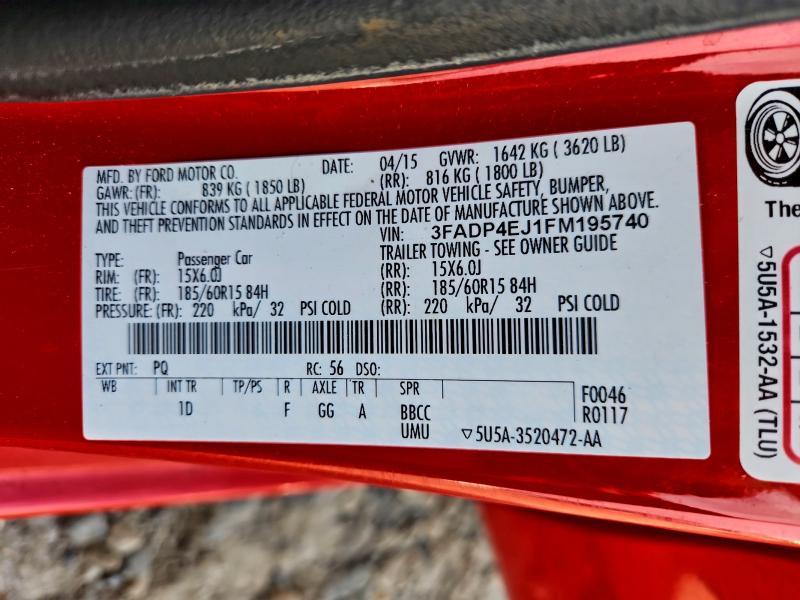 MFD. BY FORD MOTOR CO. DATE: 04/15 GVWR: 1642 KG ( 3620 LB)
GAWR: (FR): 839 KG ( 1850 LB) (RR): 816 KG ( 1800 LB)
THIS VEHICLE CONFORMS TO ALL APPLICABLE FEDERAL MOTOR VEHICLE SAFETY, BUMPER,
AND THEFT PREVENTION STANDARDS IN EFFECT ON THE DATE OF MANUFACTURE SHOWN ABOVE.
VIN: 3FADP4EJ1FM195740
TYPE: Passenger Car TRAILER TOWING - SEE OWNER GUIDE
RIM: (FR): 15X6.0J (RR): 15X6.0J
TIRE: (FR): 185/60R15 84H (RR): 185/60R15 84H
PRESSURE: (FR): 220 kPa/ 32 PSI COLD (RR): 220 kPa/ 32 PSI COLD
EXT PNT: PQ RC: 56 DSO:
WB INT TR TP/PS R AXLE TR SPR F0046
1D F GG A BBCC R0117
UMU ▽5U5A-3520472-AA
The
▽5U5A-1532-AA (TLU)